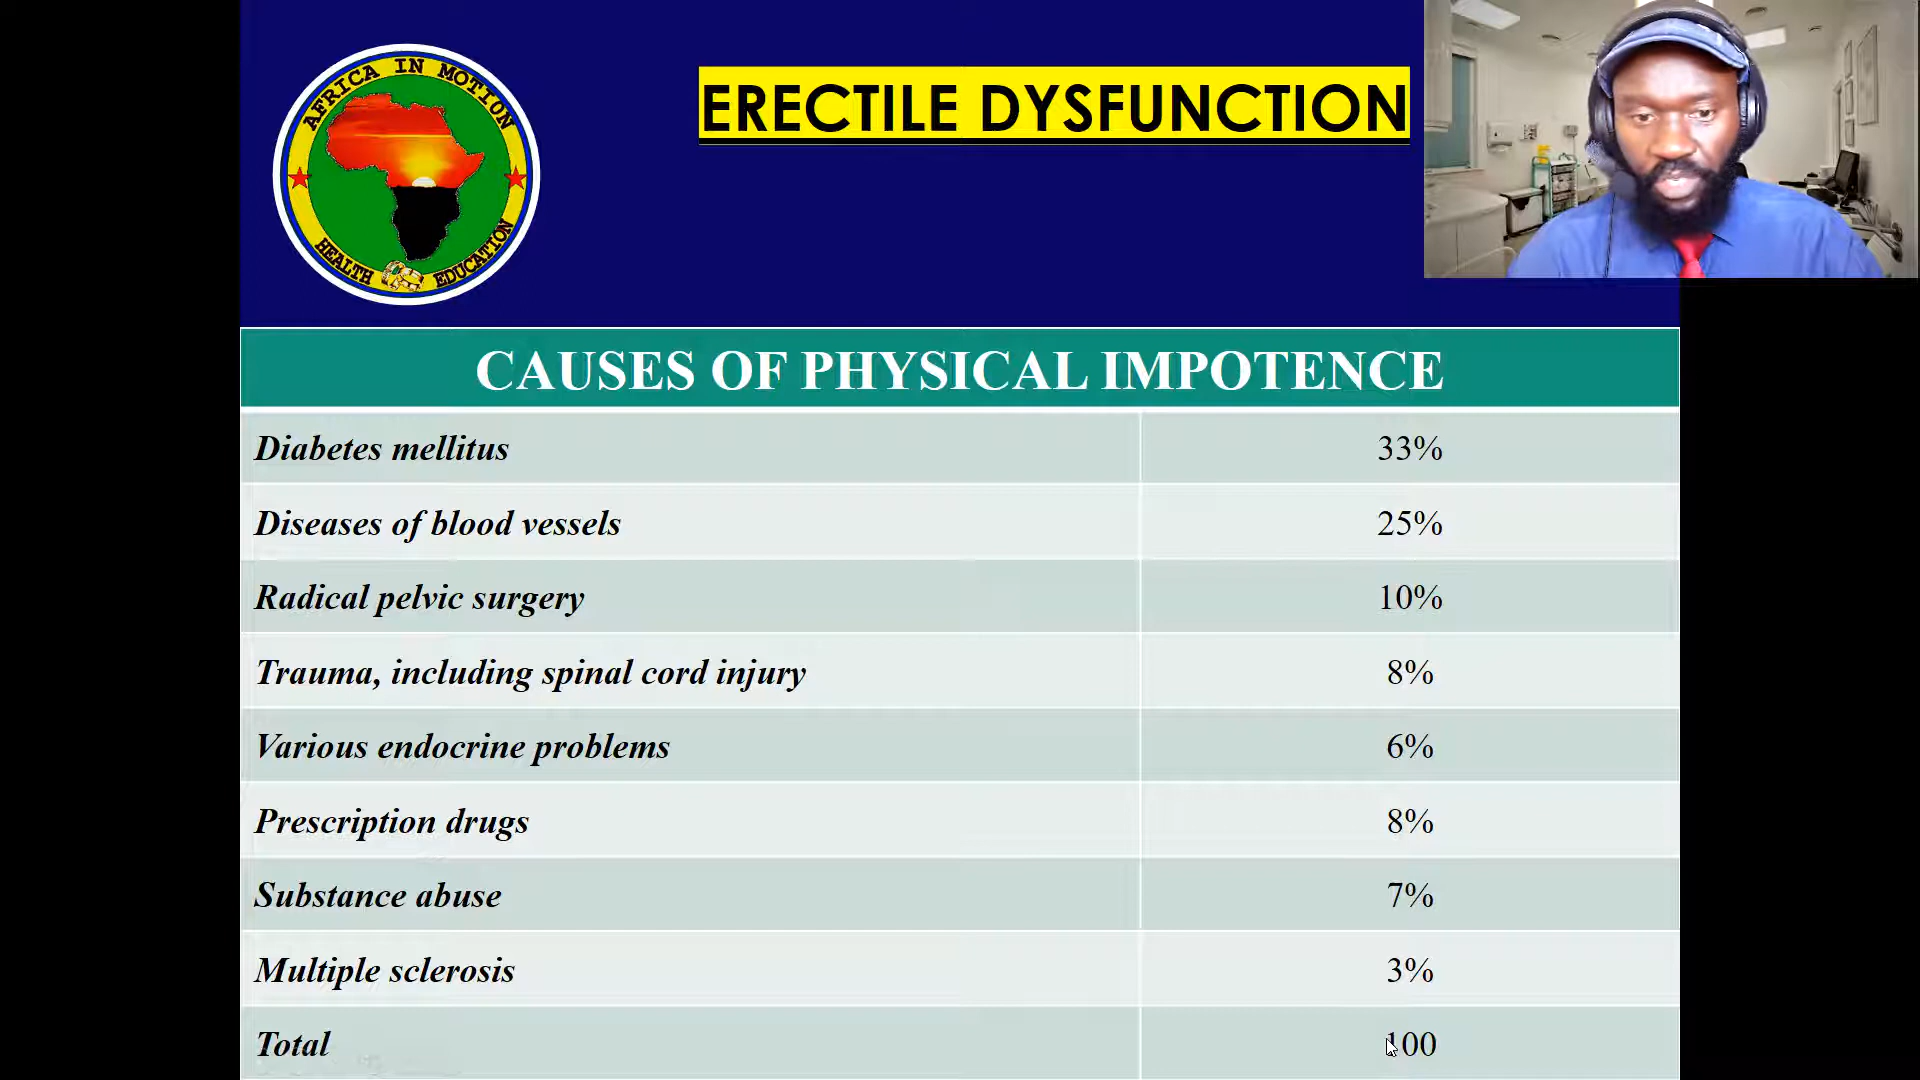 AFRICA IN MOTION
HEALTH EDUCATION
ERECTILE DYSFUNCTION
CAUSES OF PHYSICAL IMPOTENCE
Diabetes mellitus 33%
Diseases of blood vessels 25%
Radical pelvic surgery 10%
Trauma, including spinal cord injury 8%
Various endocrine problems 6%
Prescription drugs 8%
Substance abuse 7%
Multiple sclerosis 3%
Total 100